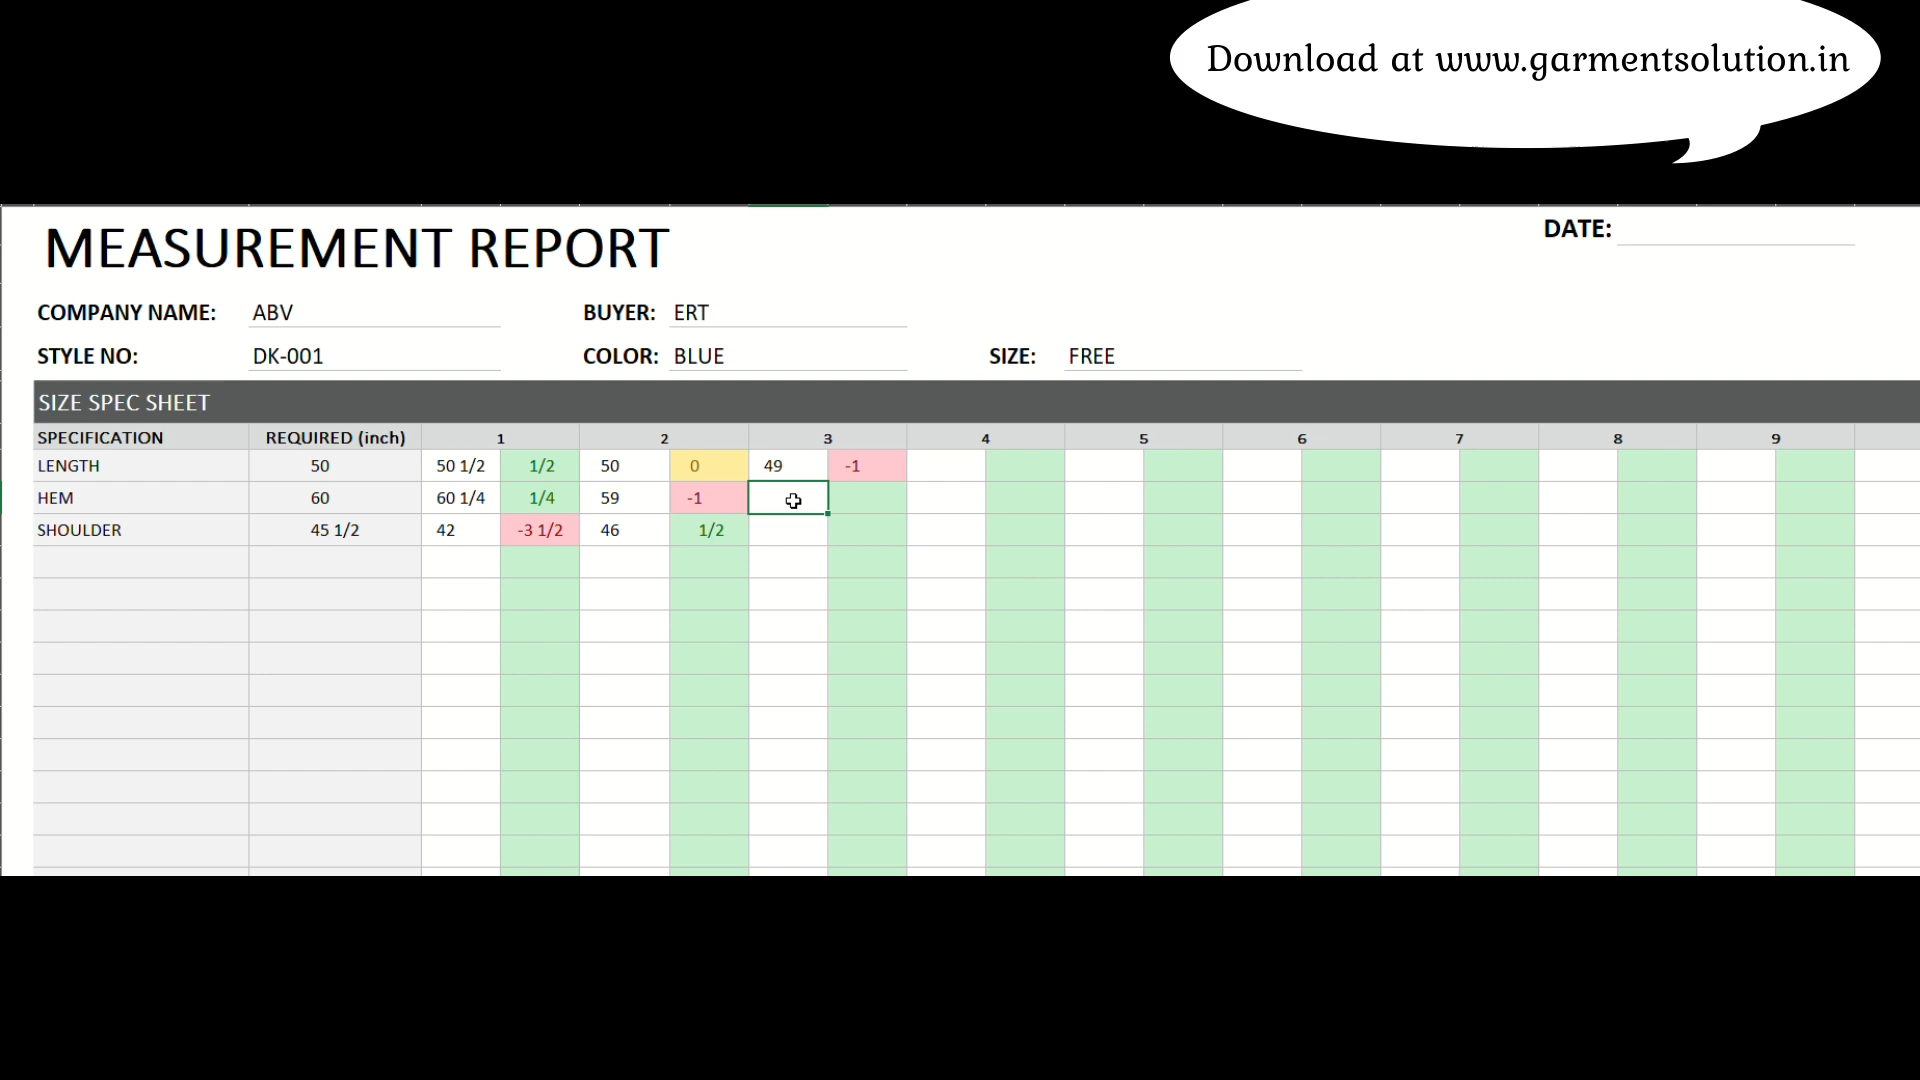 Download at www.garmentsolution.in
MEASUREMENT REPORT
DATE:
COMPANY NAME: ABV BUYER: ERT
STYLE NO: DK-001 COLOR: BLUE SIZE: FREE
SIZE SPEC SHEET
SPECIFICATION REQUIRED (inch) 1 2 3 4 5 6 7 8 9
LENGTH 50 50 1/2 1/2 50 0 49 -1
HEM 60 60 1/4 1/4 59 -1
SHOULDER 45 1/2 42 -3 1/2 46 1/2